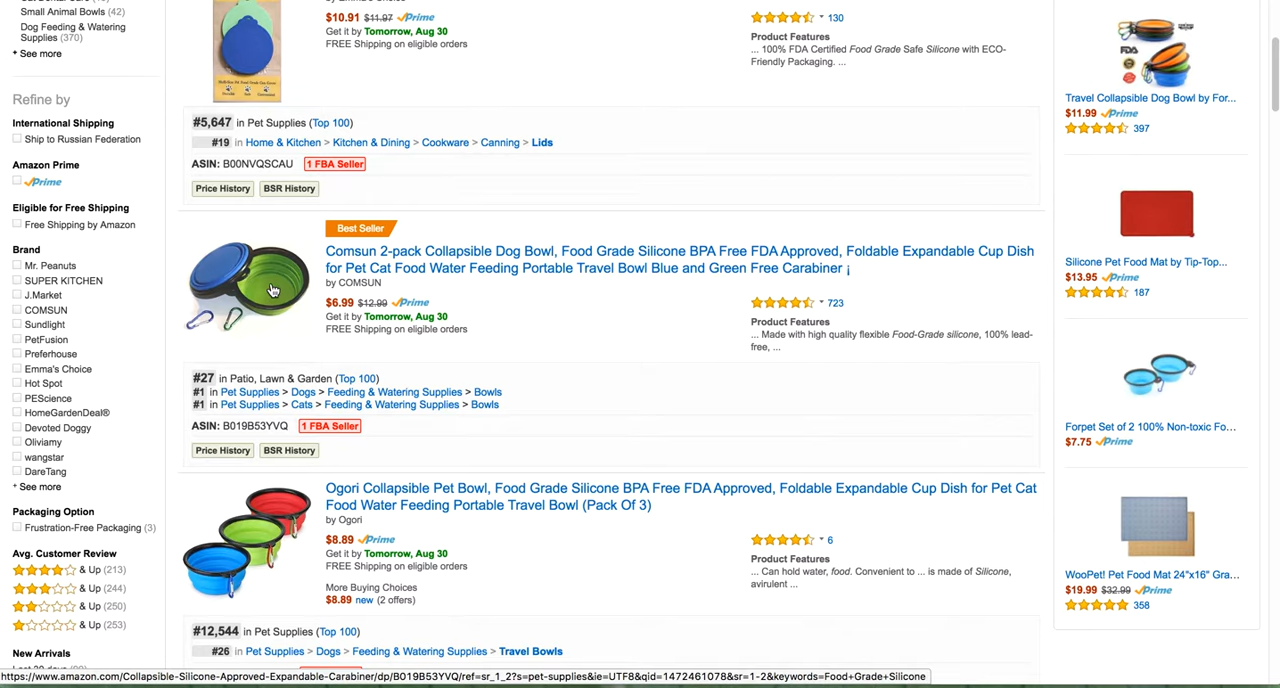 Small Animal Bowls (42)
Dog Feeding & Watering
Supplies (370)
+ See more
Refine by
International Shipping
Ship to Russian Federation
Amazon Prime
Prime
Eligible for Free Shipping
Free Shipping by Amazon
Brand
Mr. Peanuts
SUPER KITCHEN
J.Market
COMSUN
Sundlight
PetFusion
Preferhouse
Emma's Choice
Hot Spot
PEScience
HomeGardenDeal®
Devoted Doggy
Oliviamy
wangstar
DareTang
+ See more
Packaging Option
Frustration-Free Packaging (3)
Avg. Customer Review
& Up (213)
& Up (244)
& Up (250)
& Up (253)
New Arrivals
$10.91 $11.97 Prime
Get it by Tomorrow, Aug 30
FREE Shipping on eligible orders
130
Product Features
... 100% FDA Certified Food Grade Safe Silicone with ECO-
Friendly Packaging. ...
#5,647 in Pet Supplies (Top 100)
#19 in Home & Kitchen > Kitchen & Dining > Cookware > Canning > Lids
ASIN: B00NVQSCAU 1 FBA Seller
Price History BSR History
Best Seller
Comsun 2-pack Collapsible Dog Bowl, Food Grade Silicone BPA Free FDA Approved, Foldable Expandable Cup Dish
for Pet Cat Food Water Feeding Portable Travel Bowl Blue and Green Free Carabiner ¡
by COMSUN
$6.99 $12.99 Prime
Get it by Tomorrow, Aug 30
FREE Shipping on eligible orders
723
Product Features
... Made with high quality flexible Food-Grade silicone, 100% lead-
free, ...
#27 in Patio, Lawn & Garden (Top 100)
#1 in Pet Supplies > Dogs > Feeding & Watering Supplies > Bowls
#1 in Pet Supplies > Cats > Feeding & Watering Supplies > Bowls
ASIN: B019B53YVQ 1 FBA Seller
Price History BSR History
Ogori Collapsible Pet Bowl, Food Grade Silicone BPA Free FDA Approved, Foldable Expandable Cup Dish for Pet Cat
Food Water Feeding Portable Travel Bowl (Pack Of 3)
by Ogori
$8.89 Prime
Get it by Tomorrow, Aug 30
FREE Shipping on eligible orders
More Buying Choices
$8.89 new (2 offers)
6
Product Features
... Can hold water, food. Convenient to ... is made of Silicone,
avirulent ...
#12,544 in Pet Supplies (Top 100)
#26 in Pet Supplies > Dogs > Feeding & Watering Supplies > Travel Bowls
FDA
Travel Collapsible Dog Bowl by For...
$11.99 Prime
397
Silicone Pet Food Mat by Tip-Top...
$13.95 Prime
187
Forpet Set of 2 100% Non-toxic Fo...
$7.75 Prime
WooPet! Pet Food Mat 24"x16" Gra...
$19.99 $32.99 Prime
358
https://www.amazon.com/Collapsible-Silicone-Approved-Expandable-Carabiner/dp/B019B53YVQ/ref=sr_1_2?s=pet-supplies&ie=UTF8&qid=1472461078&sr=1-2&keywords=Food+Grade+Silicone